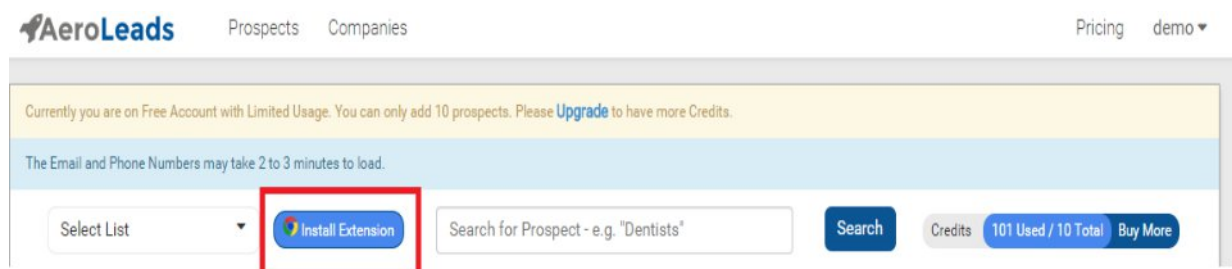 AeroLeads Prospects Companies Pricing demo
Currently you are on Free Account with Limited Usage. You can only add 10 prospects. Please Upgrade to have more Credits.
The Email and Phone Numbers may take 2 to 3 minutes to load.
Select List Install Extension Search for Prospect - e.g. "Dentists" Search Credits 101 Used / 10 Total Buy More